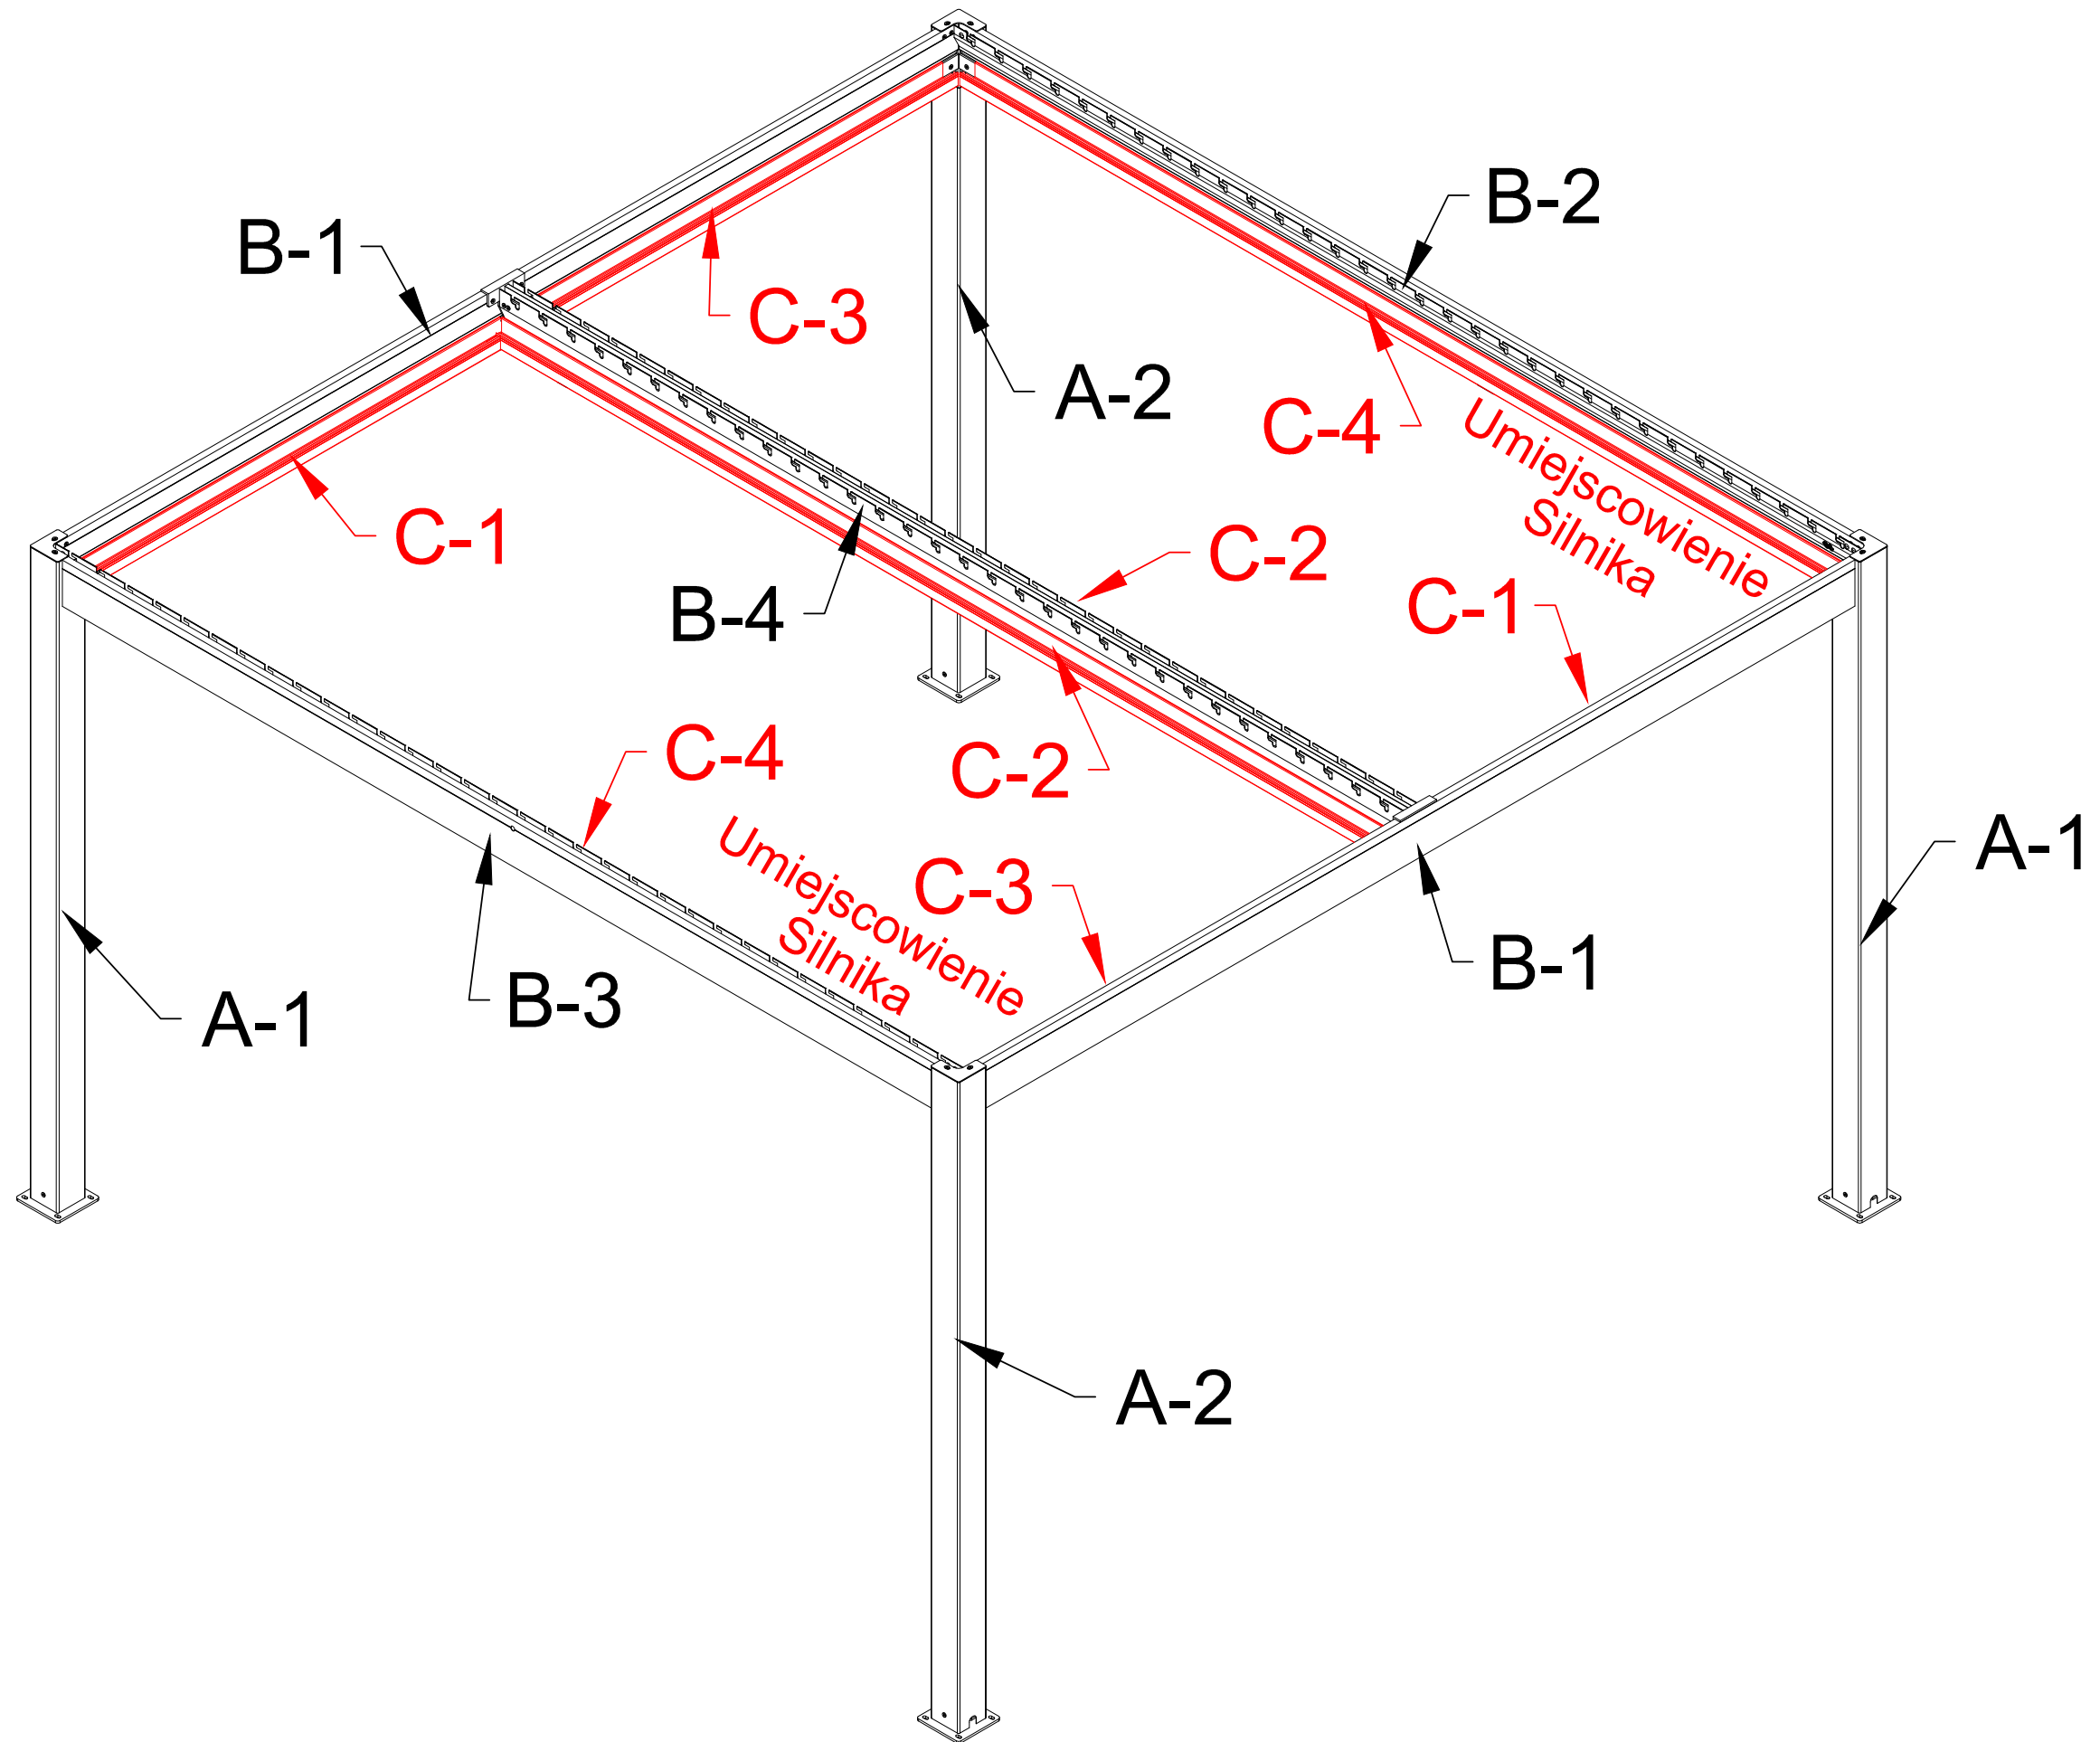 B-2
B-1
C-3
A-2
C-4
Umiejscowienie
Silnika
C-1
C-2
C-1
B-4
C-4
C-2
Umiejscowienie
Silnika
C-3
A-1
B-1
B-3
A-1
A-2